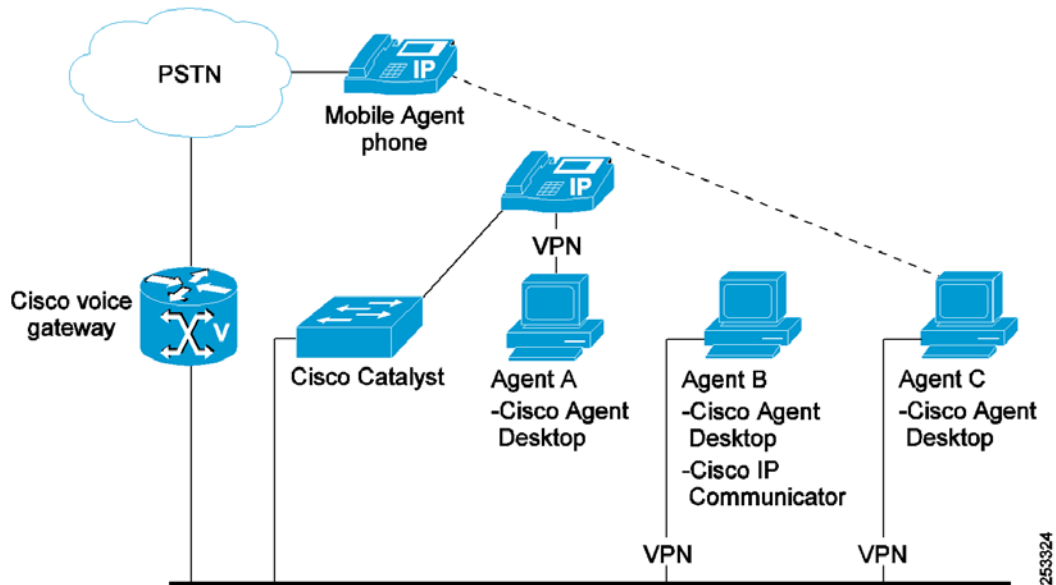 PSTN
IP
Mobile Agent
phone
IP
VPN
Cisco voice
gateway
V
Cisco Catalyst
Agent A
-Cisco Agent
Desktop
Agent B
-Cisco Agent
Desktop
-Cisco IP
Communicator
Agent C
-Cisco Agent
Desktop
VPN
VPN
253324